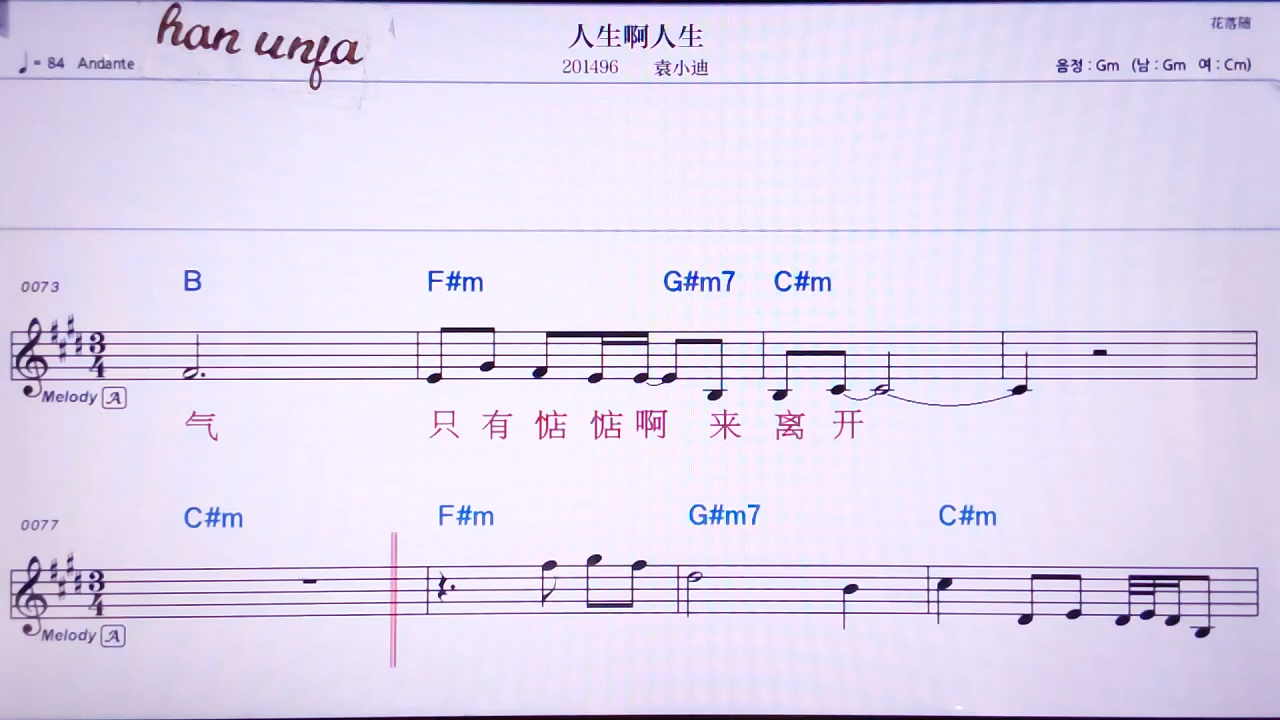 han unfa
人生啊人生
花落随
♩= 84 Andante
201496 袁小迪
음정 : Gm (남 : Gm 여 : Cm)
0073 B F#m G#m7 C#m
3 4
Melody A
气 只 有 惦 惦 啊 来 离 开
0077 C#m F#m G#m7 C#m
3 4
Melody A